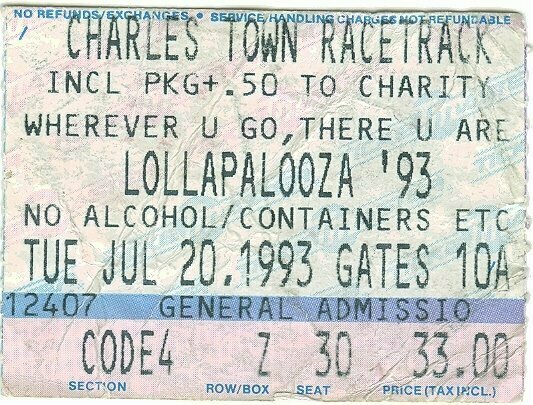 NO REFUNDS/EXCHANGES • SERVICE/HANDLING CHARGES NOT REFUNDABLE
CHARLES TOWN RACETRACK
INCL PKG+.50 TO CHARITY
WHEREVER U GO,THERE U ARE
LOLLAPALOOZA '93
NO ALCOHOL/CONTAINERS ETC
TUE JUL 20,1993 GATES 10A
12407 GENERAL ADMISSIO
CODE4 Z 30 33.00
SECTION ROW/BOX SEAT PRICE(TAX INCL.)